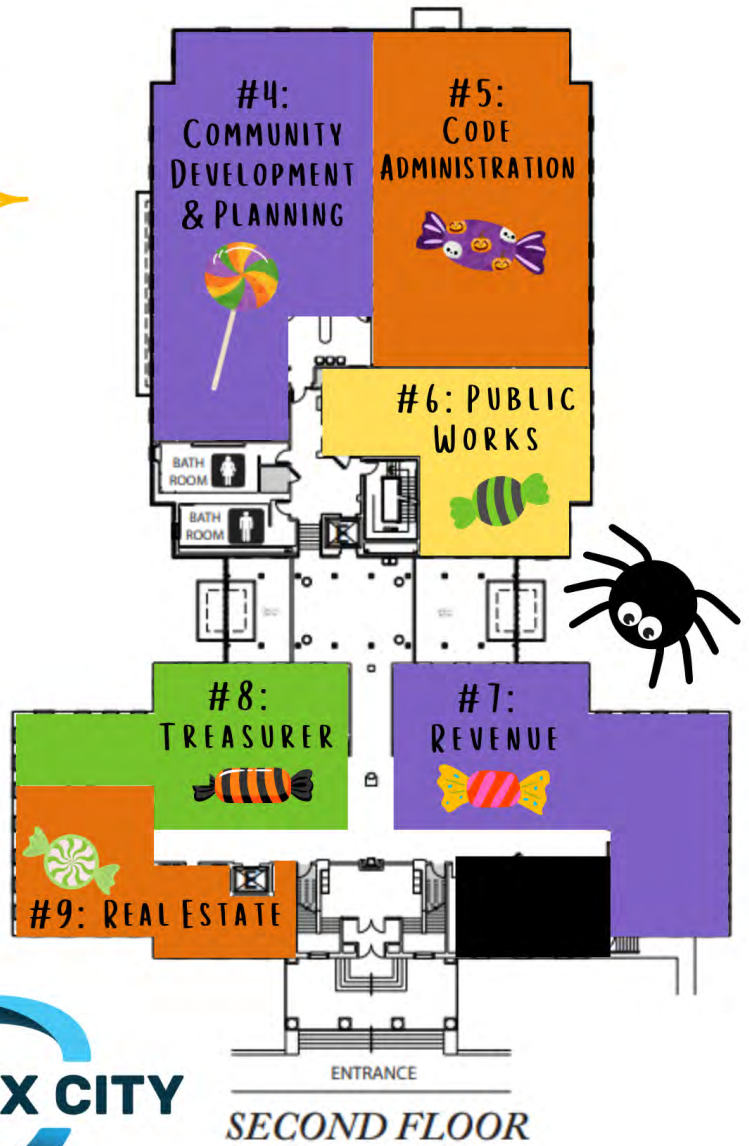 #4:
COMMUNITY
DEVELOPMENT
& PLANNING
#5:
CODE
ADMINISTRATION
#6: PUBLIC
WORKS
BATH
ROOM
BATH
ROOM
E
#8:
TREASURER
#7:
REVENUE
E
#9: REAL ESTATE
X CITY
ENTRANCE
SECOND FLOOR